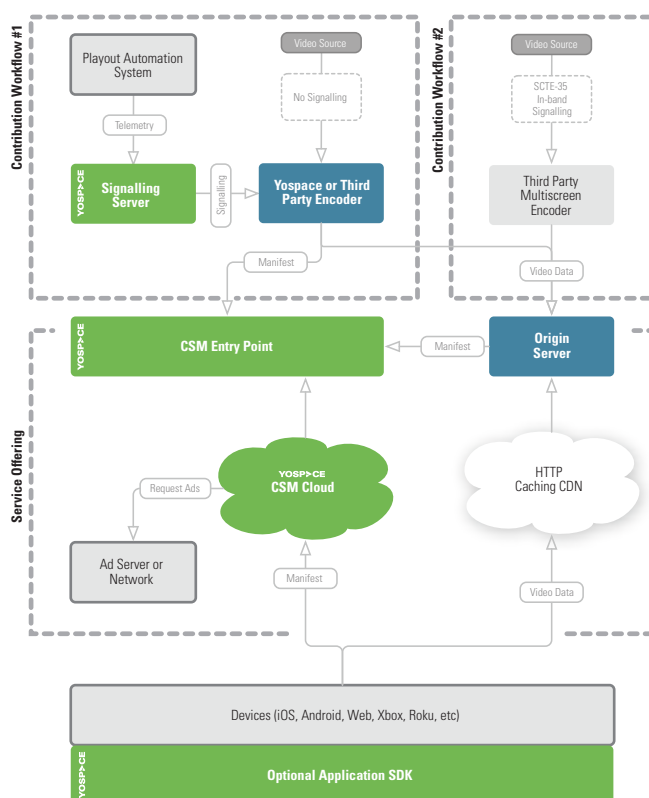 Contribution Workflow #1
Playout Automation
System
Telemetry
YOSPACE
Signalling
Server
Signalling
Video Source
No Signalling
Yospace or Third
Party Encoder
Manifest
Contribution Workflow #2
Video Source
SCTE-35
In-band
Signalling
Third Party
Multiscreen
Encoder
Video Data
Service Offering
YOSPACE
CSM Entry Point
Manifest
Origin
Server
YOSPACE
CSM Cloud
Request Ads
Ad Server or
Network
Manifest
HTTP
Caching CDN
Video Data
Devices (iOS, Android, Web, Xbox, Roku, etc)
YOSPACE
Optional Application SDK